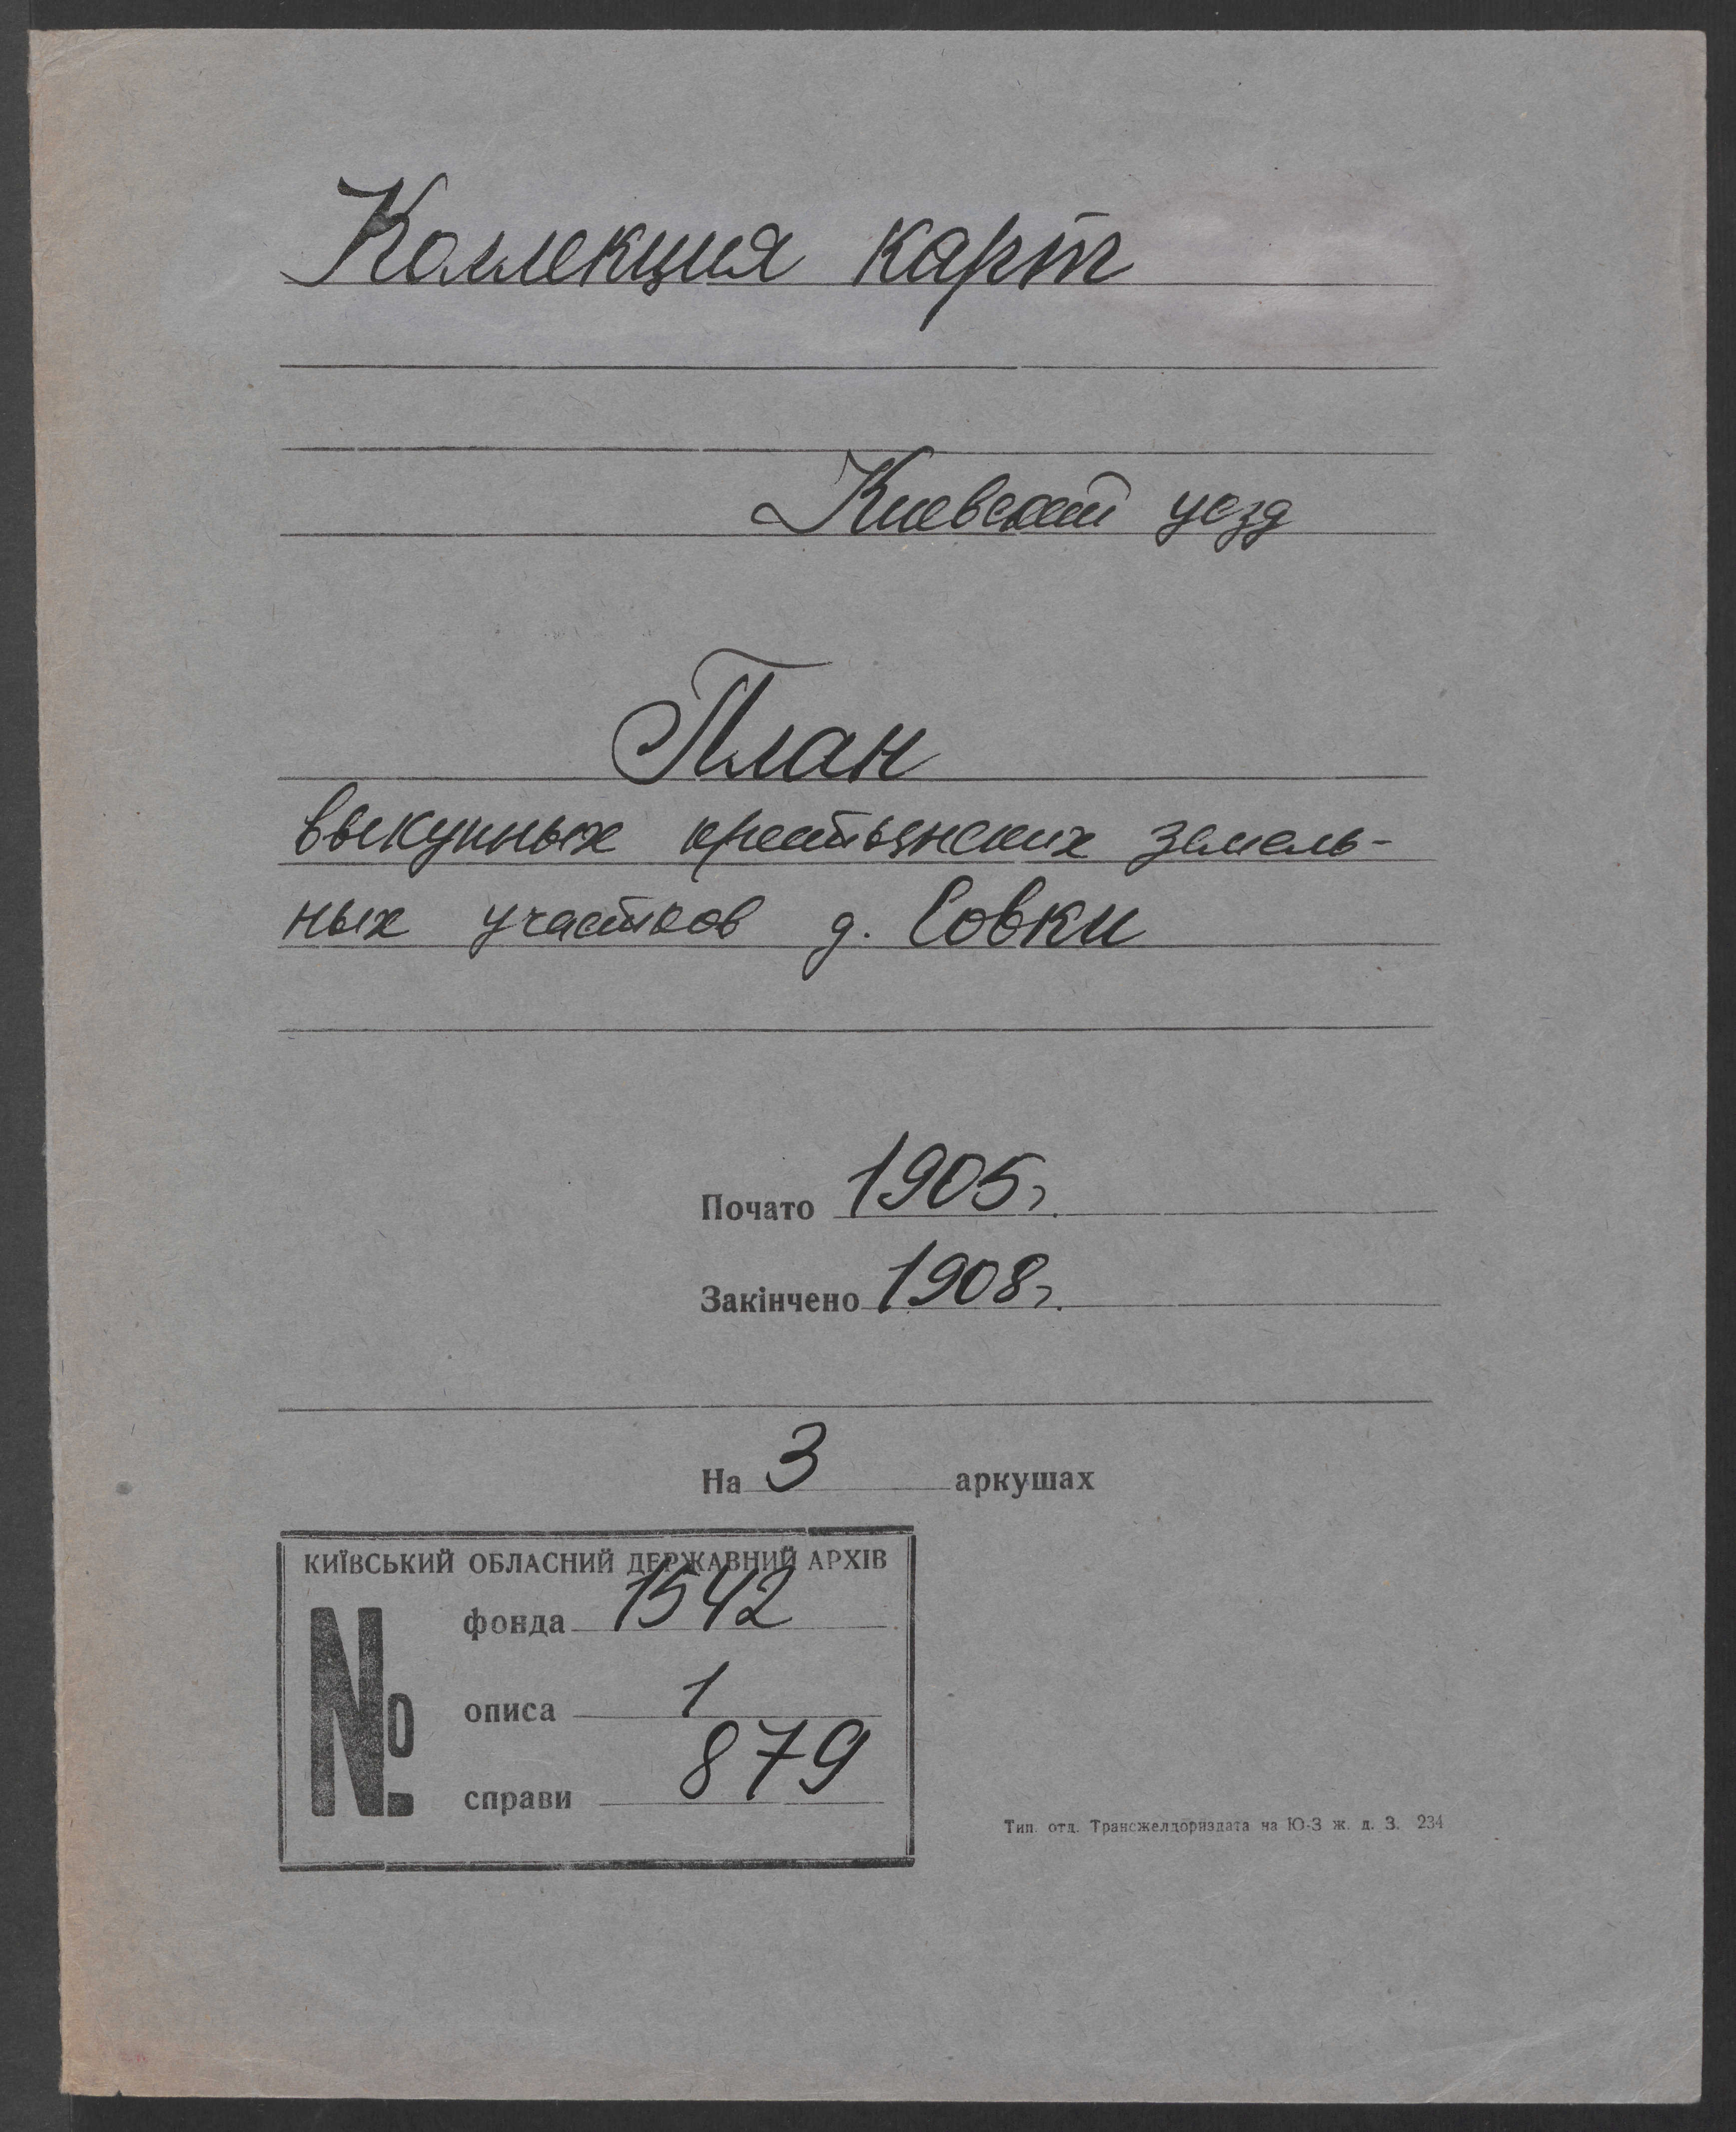 Коллекция карт
Киевский уезд
План
выкупных крестьянских земель-
ных участков д. Совки
Почато 1905 г.
Закінчено 1908 г.
На 3 аркушах
КИЇВСЬКИЙ ОБЛАСНИЙ ДЕРЖАВНИЙ АРХІВ
№
фонда 1542
описа 1
справи 879
Тип. отд. Трансжелдориздата на Ю-З ж. д. З. 234